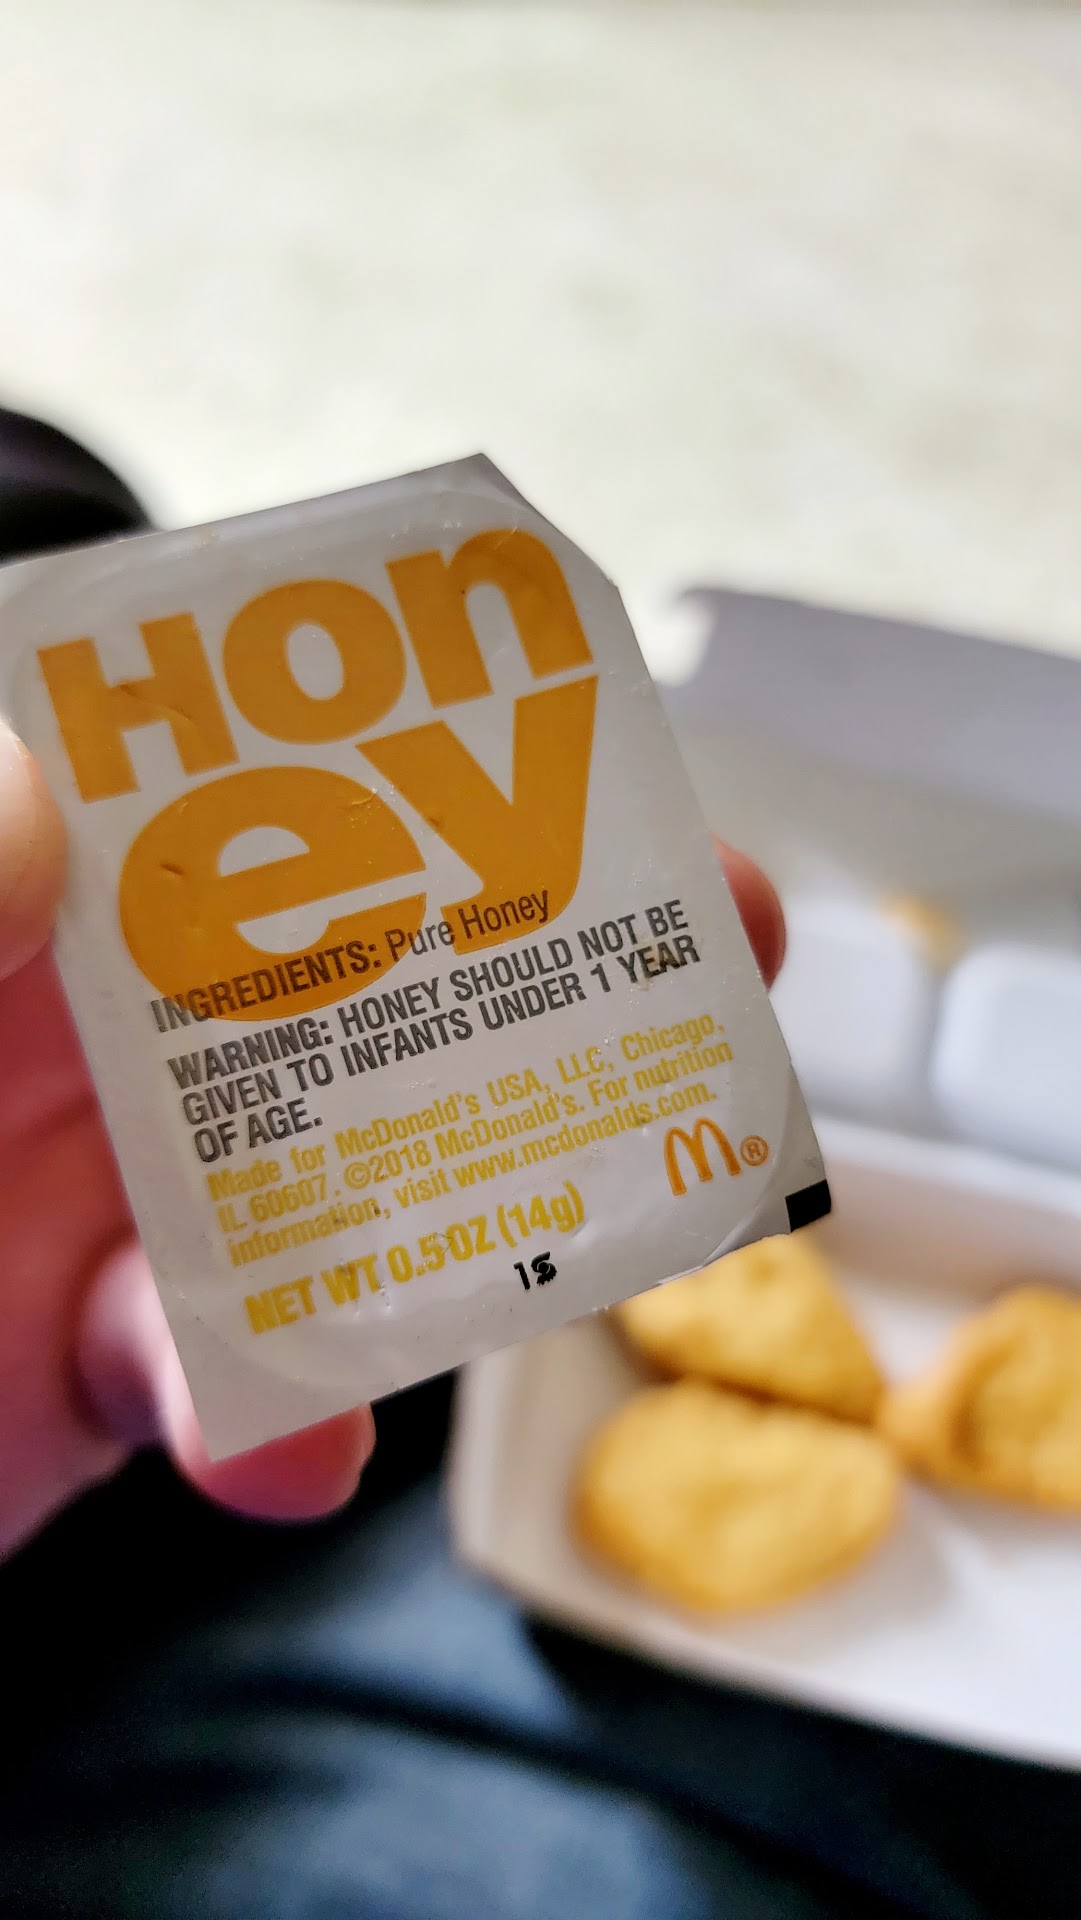 Hon
ey
INGREDIENTS: Pure Honey
WARNING: HONEY SHOULD NOT BE
GIVEN TO INFANTS UNDER 1 YEAR
OF AGE.
Made for McDonald's USA, LLC, Chicago,
IL 60607. ©2018 McDonald's. For nutrition
information, visit www.mcdonalds.com.
NET WT 0.5 OZ (14g)
M®